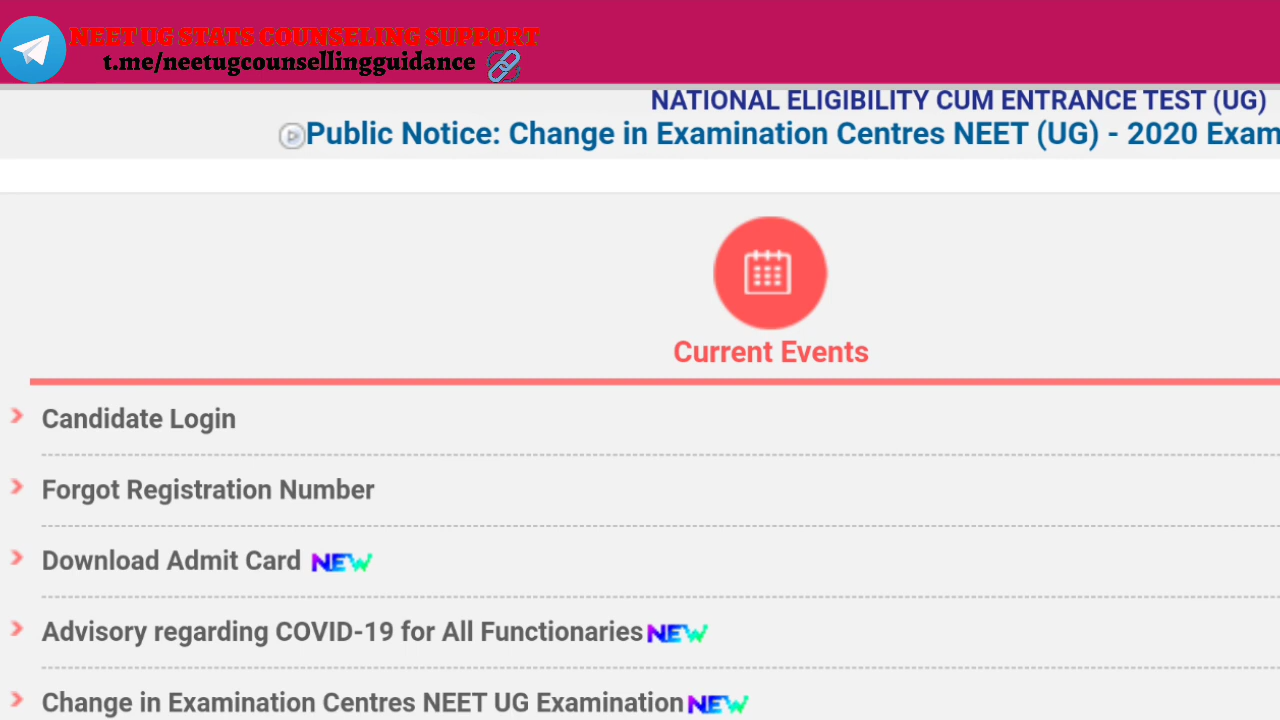 NEET UG STATS COUNSELING SUPPORT
t.me/neetugcounsellingguidance
NATIONAL ELIGIBILITY CUM ENTRANCE TEST (UG)
Public Notice: Change in Examination Centres NEET (UG) - 2020 Exam
Current Events
Candidate Login
Forgot Registration Number
Download Admit Card NEW
Advisory regarding COVID-19 for All Functionaries NEW
Change in Examination Centres NEET UG Examination NEW